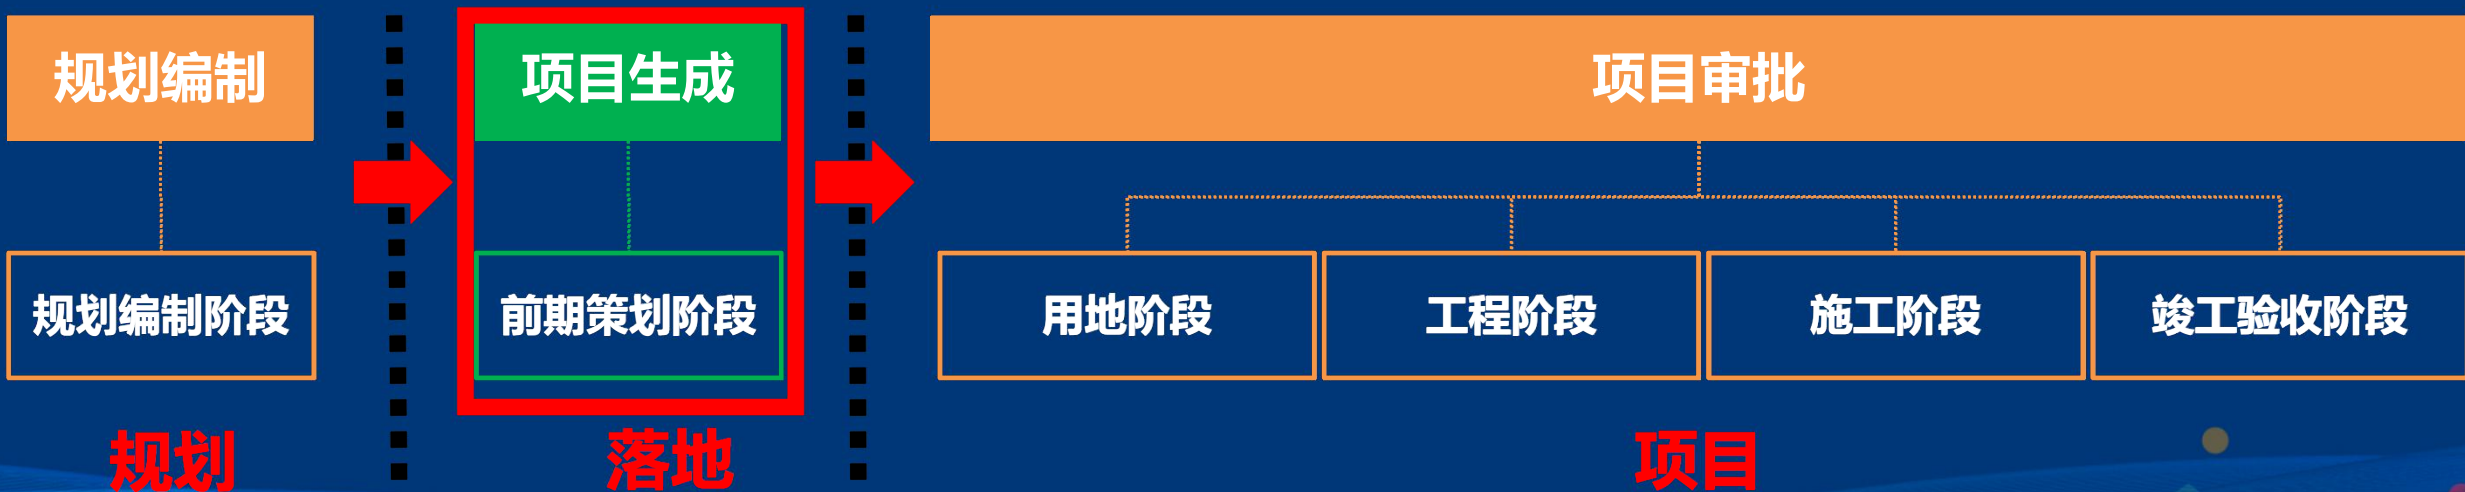 规划编制
项目生成
项目审批
规划编制阶段
前期策划阶段
用地阶段
工程阶段
施工阶段
竣工验收阶段
规划
落地
项目